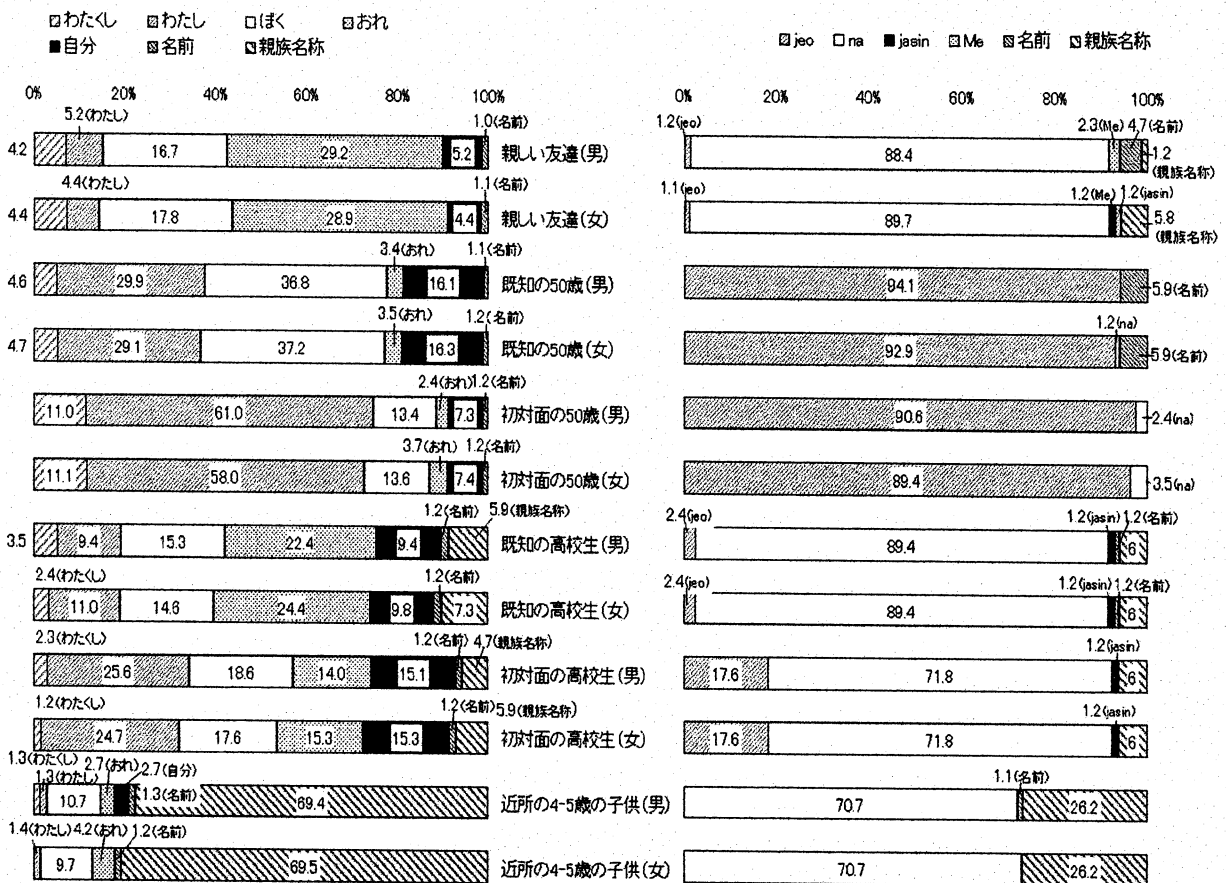 わたくし わたし ぼく おれ
自分 名前 親族名称
jeo na jasin Me 名前 親族名称
0% 20% 40% 60% 80% 100%
0% 20% 40% 60% 80% 100%
5.2(わたし) 1.0(名前)
4.2 16.7 29.2 5.2 親しい友達(男)
1.2(jeo) 2.3(Me) 4.7(名前)
88.4 1.2
(親族名称)
4.4(わたし) 1.1(名前)
4.4 17.8 28.9 4.4 親しい友達(女)
1.1(jeo) 1.2(Me) 1.2(jasin)
89.7 5.8
(親族名称)
3.4(おれ) 1.1(名前)
4.6 29.9 36.8 16.1 既知の50歳(男)
94.1 5.9(名前)
3.5(おれ) 1.2(名前)
4.7 29.1 37.2 16.3 既知の50歳(女)
1.2(na)
92.9 5.9(名前)
2.4(おれ) 1.2(名前)
11.0 61.0 13.4 7.3 初対面の50歳(男)
90.6 2.4(na)
3.7(おれ) 1.2(名前)
11.1 58.0 13.6 7.4 初対面の50歳(女)
89.4 3.5(na)
1.2(名前) 5.9(親族名称)
3.5 9.4 15.3 22.4 9.4 既知の高校生(男)
2.4(jeo) 1.2(jasin) 1.2(名前)
89.4 6
2.4(わたくし) 1.2(名前)
11.0 14.6 24.4 9.8 7.3 既知の高校生(女)
2.4(jeo) 1.2(jasin) 1.2(名前)
89.4 6
2.3(わたくし) 1.2(名前) 4.7(親族名称)
25.6 18.6 14.0 15.1 初対面の高校生(男)
1.2(jasin)
17.6 71.8 6
1.2(わたくし) 1.2(名前) 5.9(親族名称)
24.7 17.6 15.3 15.3 初対面の高校生(女)
1.2(jasin)
17.6 71.8 6
1.3(わたくし) 2.7(おれ) 2.7(自分)
1.3(わたし)
10.7 1.3(名前) 69.4 近所の4-5歳の子供(男)
1.1(名前)
70.7 26.2
1.4(わたし) 4.2(おれ) 1.2(名前)
9.7 69.5 近所の4-5歳の子供(女)
70.7 26.2